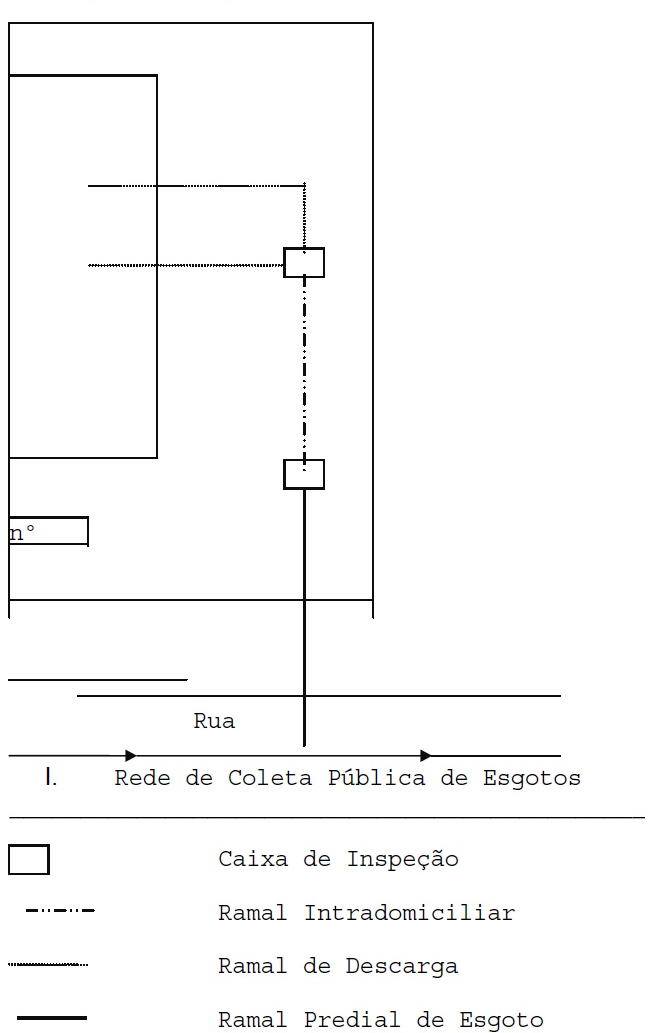 n°
Rua
I. Rede de Coleta Pública de Esgotos
Caixa de Inspeção
Ramal Intradomiciliar
Ramal de Descarga
Ramal Predial de Esgoto